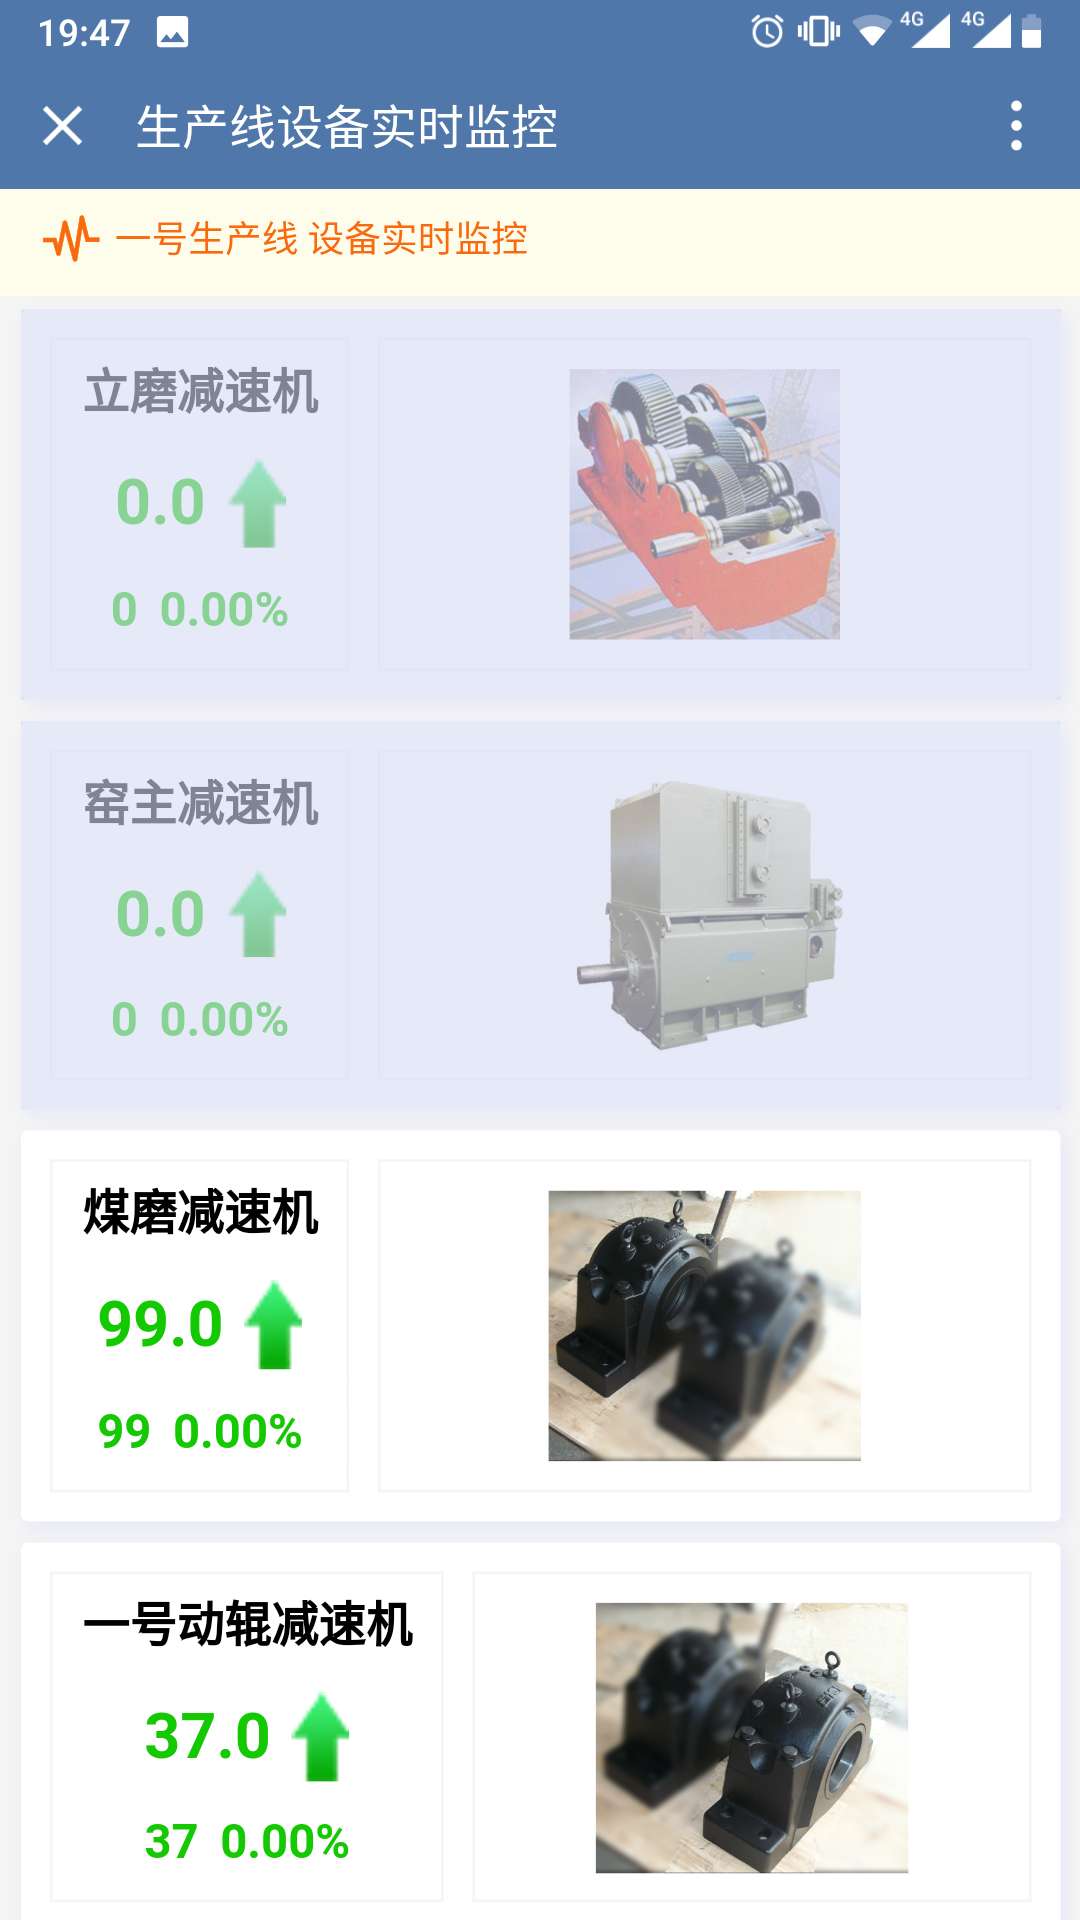 19:47
4G 4G
生产线设备实时监控
一号生产线 设备实时监控
立磨减速机
0.0
0 0.00%
窑主减速机
0.0
0 0.00%
煤磨减速机
99.0
99 0.00%
一号动辊减速机
37.0
37 0.00%